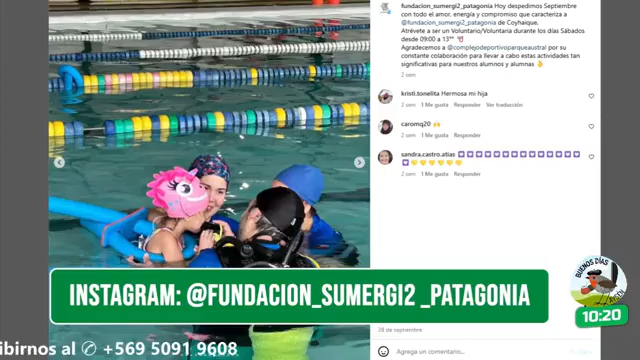 fundacion_sumergi2_patagonia Hoy despedimos Septiembre
con todo el amor, energía y compromiso que caracteriza a
@fundacion_sumergi2_patagonia de Coyhaique.
Atrévete a ser un Voluntario/Voluntaria durante los días Sábados
desde 09:00 a 13°°
Agradecemos a @complejodeportivoparqueaustral por su
constante colaboración para llevar a cabo estas actividades tan
significativas para nuestros alumnos y alumnas
2 sem
kristi.tonelita Hermosa mi hija
2 sem 1 Me gusta Responder Ver traducción
caromq20
2 sem 1 Me gusta Responder
sandra.castro.atias
2 sem 1 Me gusta Responder
BUENOS DÍAS
AYSÉN
INSTAGRAM: @FUNDACION_SUMERGI2 _PATAGONIA
10:20
28 de septiembre
ibirnos al +569 5091 9608
Agrega un comentario...